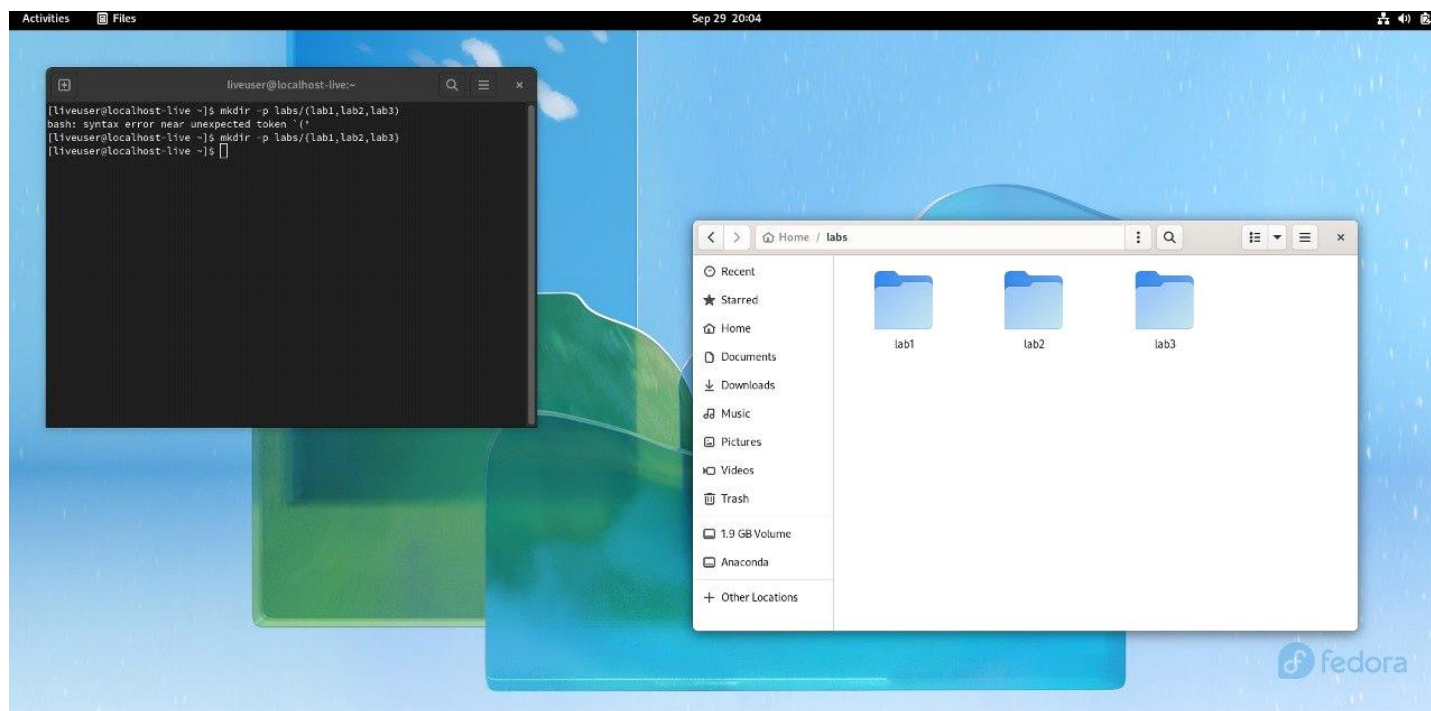 Activities Files Sep 29 20:04
liveuser@localhost-live:~
[liveuser@localhost-live ~]$ mkdir -p labs/(lab1,lab2,lab3)
bash: syntax error near unexpected token `('
[liveuser@localhost-live ~]$ mkdir -p labs/{lab1,lab2,lab3}
[liveuser@localhost-live ~]$
Home / labs
Recent
Starred
Home
Documents
Downloads
Music
Pictures
Videos
Trash
1.9 GB Volume
Anaconda
Other Locations
lab1 lab2 lab3
fedora